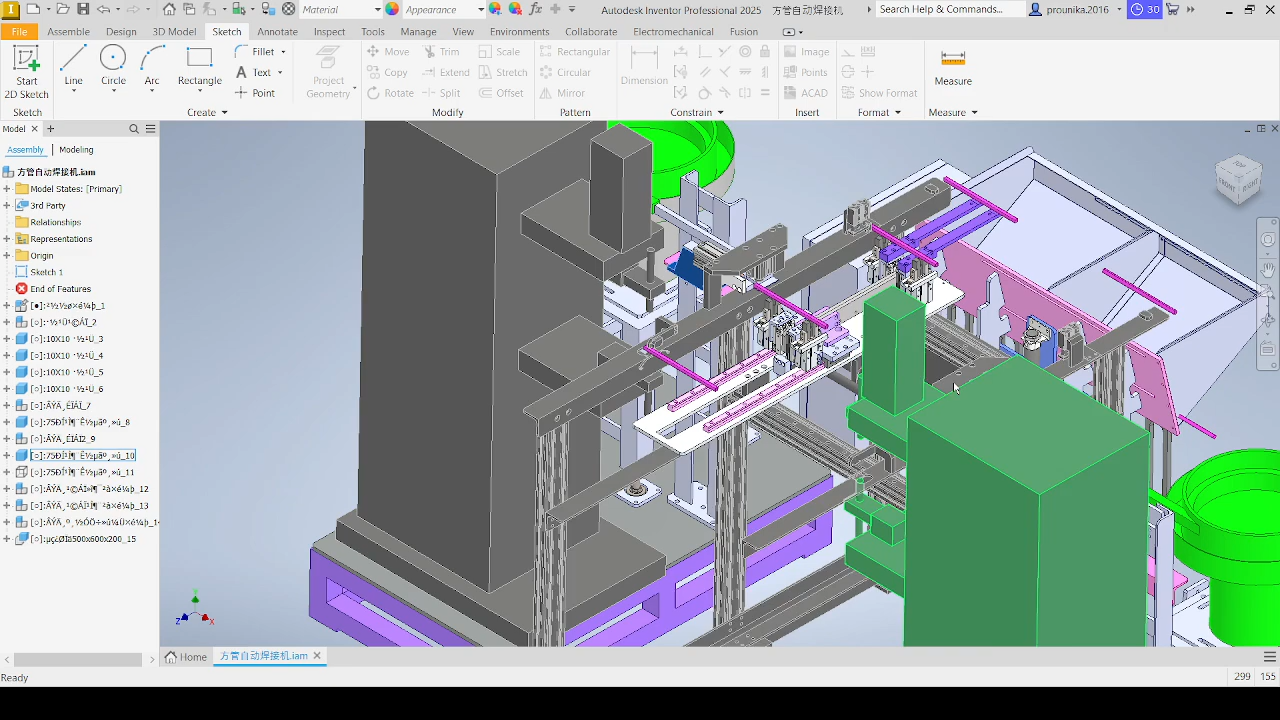 Material
Appearance
Autodesk Inventor Professional 2025
方管自动焊接机
Search Help & Commands...
prounika.2016
30
File
Assemble
Design
3D Model
Sketch
Annotate
Inspect
Tools
Manage
View
Environments
Collaborate
Electromechanical
Fusion
Start
2D Sketch
Line
Circle
Arc
Rectangle
Fillet
Text
Point
Project
Geometry
Move
Copy
Rotate
Trim
Extend
Split
Scale
Stretch
Offset
Rectangular
Circular
Mirror
Dimension
Image
Points
ACAD
Show Format
Measure
Sketch
Create
Modify
Pattern
Constrain
Insert
Format
Measure
Model
Assembly
Modeling
方管自动焊接机.iam
Model States: [Primary]
3rd Party
Relationships
Representations
Origin
Sketch 1
End of Features
FRONT
RIGHT
Z
X
Home
方管自动焊接机.iam
Ready
299
155